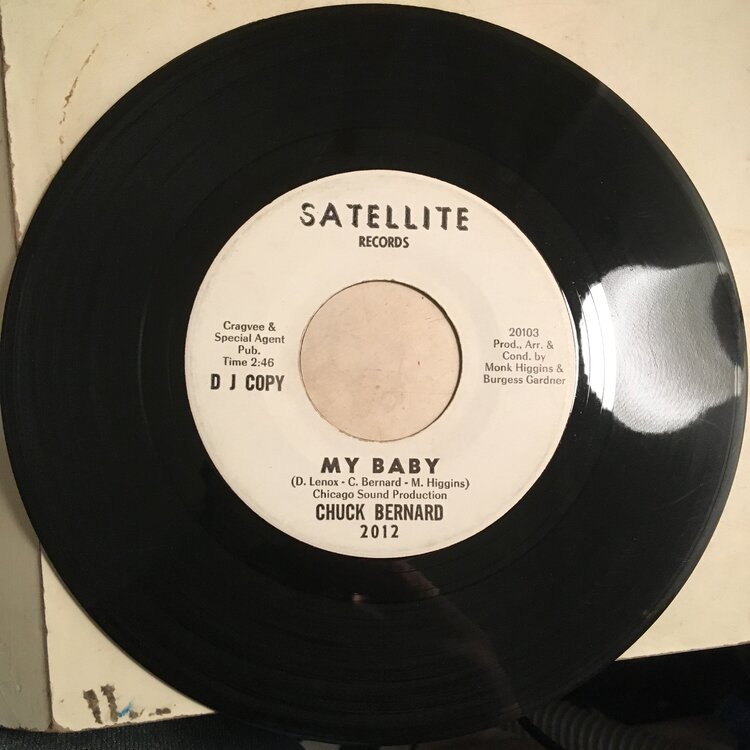 SATELLITE
RECORDS
Cragvee &
Special Agent
Pub.
Time 2:46
D J COPY
20103
Prod., Arr. &
Cond. by
Monk Higgins &
Burgess Gardner
MY BABY
(D. Lenox - C. Bernard - M. Higgins)
Chicago Sound Production
CHUCK BERNARD
2012